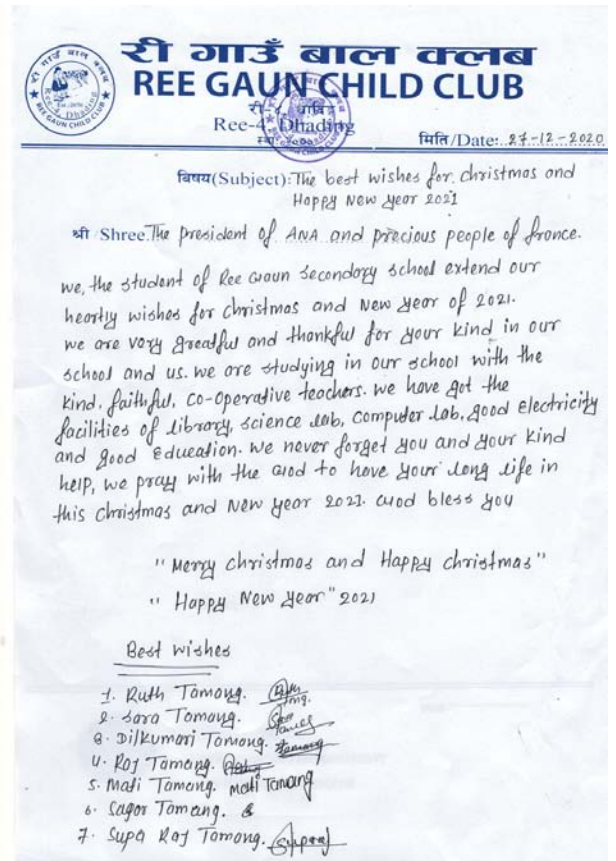 री गाउँ बाल क्लब
REE GAUN CHILD CLUB
Ree-4, Dhading
मिति/Date: 27-12-2020
बिषय(Subject): The best wishes for christmas and
Happy New year 2021
श्री/Shree. The president of ANA and precious people of france.
we, the student of Ree Gaun secondary school extend our
heartly wishes for christmas and New year of 2021.
we are very greatful and thankful for your kind in our
school and us. we are studying in our school with the
kind, faithful, co-operative teachers. we have got the
facilities of library, science lab, computer lab, good electricity
and good education. we never forget you and your kind
help, we pray with the God to have your long life in
this christmas and New year 2021. God bless you
"Merry christmas and Happy christmas"
"Happy New year" 2021
Best wishes
1. Ruth Tamang.
2. Sara Tamang.
3. Dilkumari Tamang. Tamang
4. Raj Tamang.
5. Mati Tamang. Mati Tamang
6. Sagar Tamang.
7. Supa Raj Tamang. Supraj